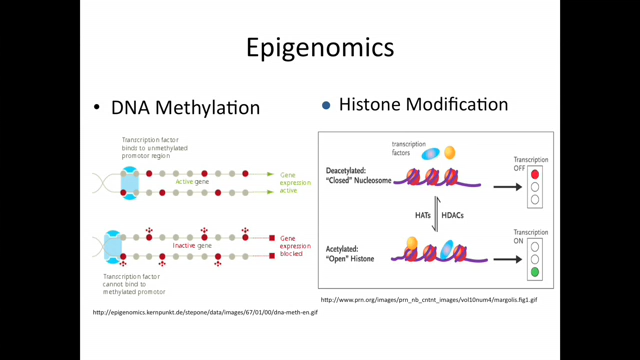 Epigenomics
• DNA Methylation
Transcription factor
binds to unmethylated
promotor region
Active gene
Gene
expression
active
Inactive gene
Gene
expression
blocked
Transcription factor
cannot bind to
methylated promotor
http://epigenomics.kernpunkt.de/stepone/data/images/67/01/00/dna-meth-en.gif
• Histone Modification
transcription
factors
Deacetylated:
"Closed" Nucleosome
Transcription
OFF
HATs
HDACs
Acetylated:
"Open" Histone
Transcription
ON
http://www.prn.org/images/prn_nb_cntnt_images/vol10num4/margolis.fig1.gif